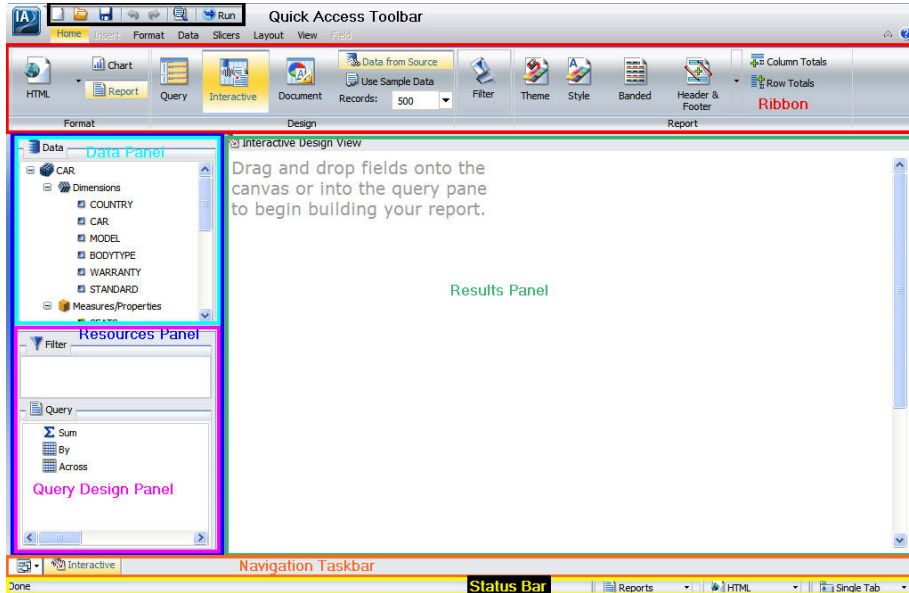 IA
Run
Quick Access Toolbar
Home Insert Format Data Slicers Layout View Field
HTML
Chart
Report
Query
Interactive
Document
Data from Source
Use Sample Data
Records: 500
Filter
Theme
Style
Banded
Header &
Footer
Column Totals
Row Totals
Ribbon
Format
Design
Report
Data
Data Panel
CAR
Dimensions
COUNTRY
CAR
MODEL
BODYTYPE
WARRANTY
STANDARD
Measures/Properties
SEATS
Resources Panel
Filter
Query
Sum
By
Across
Query Design Panel
Interactive Design View
Drag and drop fields onto the
canvas or into the query pane
to begin building your report.
Results Panel
Interactive
Navigation Taskbar
Done
Status Bar
Reports
HTML
Single Tab